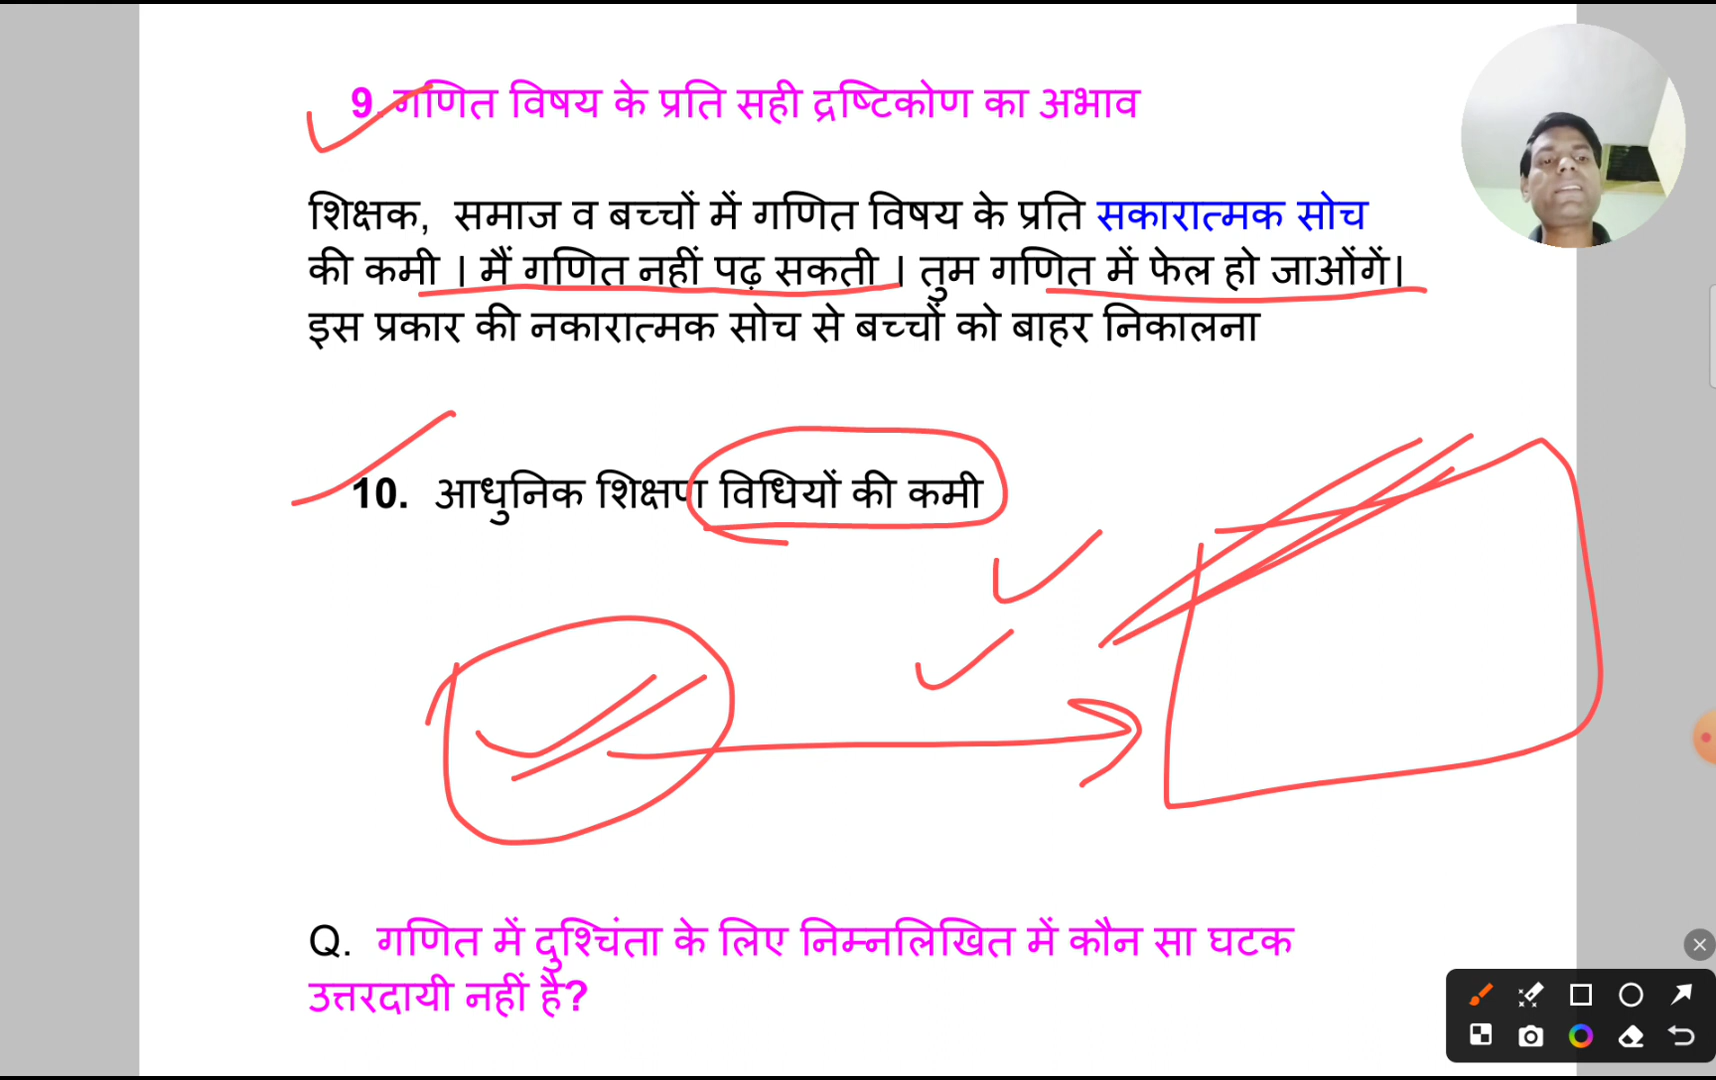 9. गणित विषय के प्रति सही द्रष्टिकोण का अभाव
शिक्षक, समाज व बच्चों में गणित विषय के प्रति सकारात्मक सोच
की कमी । मैं गणित नहीं पढ़ सकती । तुम गणित में फेल हो जाओंगें।
इस प्रकार की नकारात्मक सोच से बच्चों को बाहर निकालना
10. आधुनिक शिक्षण विधियों की कमी
Q. गणित में दुश्चिंता के लिए निम्नलिखित में कौन सा घटक
उत्तरदायी नहीं है?